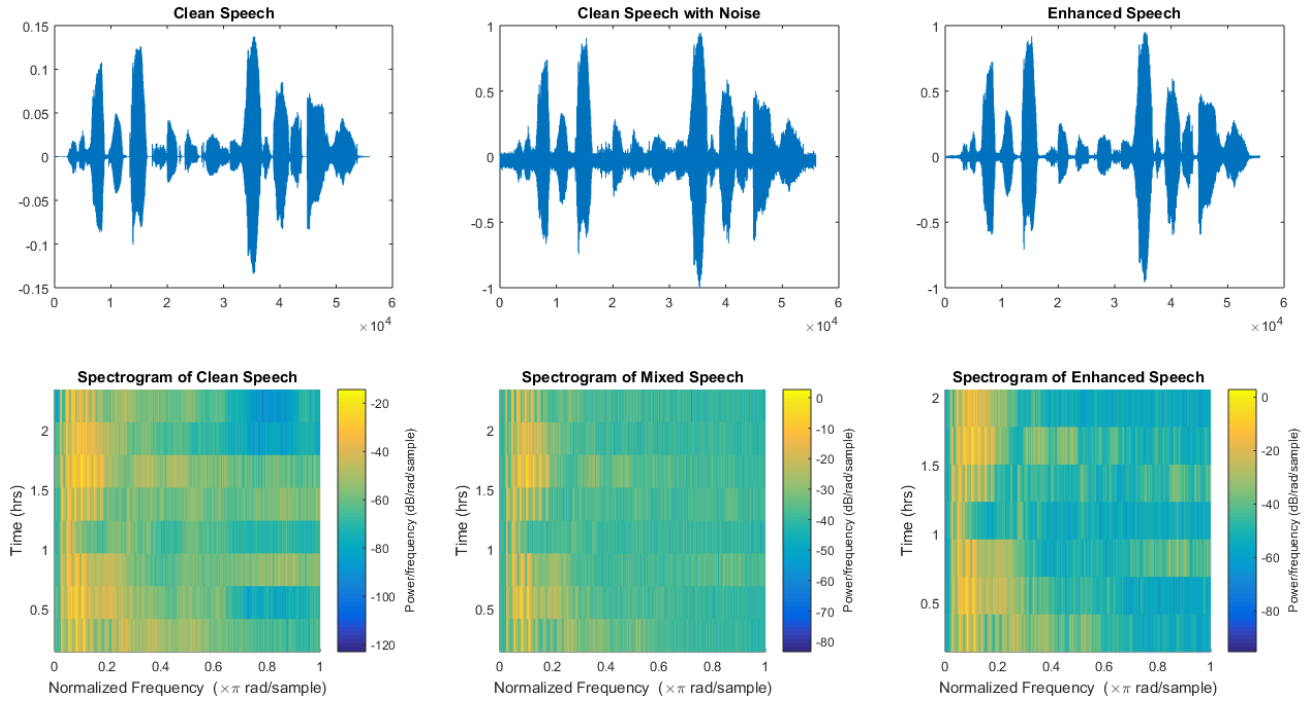 Clean Speech
0.15
0.1
0.05
0
-0.05
-0.1
-0.15
0 1 2 3 4 5 6
×10^4
Clean Speech with Noise
1
0.5
0
-0.5
-1
0 1 2 3 4 5 6
×10^4
Enhanced Speech
1
0.5
0
-0.5
-1
0 1 2 3 4 5 6
×10^4
Spectrogram of Clean Speech
Time (hrs)
2
1.5
1
0.5
0 0.2 0.4 0.6 0.8 1
Normalized Frequency (×π rad/sample)
-20
-40
-60
-80
-100
-120
Power/frequency (dB/rad/sample)
Spectrogram of Mixed Speech
Time (hrs)
2
1.5
1
0.5
0 0.2 0.4 0.6 0.8 1
Normalized Frequency (×π rad/sample)
0
-10
-20
-30
-40
-50
-60
-70
-80
Power/frequency (dB/rad/sample)
Spectrogram of Enhanced Speech
Time (hrs)
2
1.5
1
0.5
0 0.2 0.4 0.6 0.8 1
Normalized Frequency (×π rad/sample)
0
-20
-40
-60
-80
Power/frequency (dB/rad/sample)